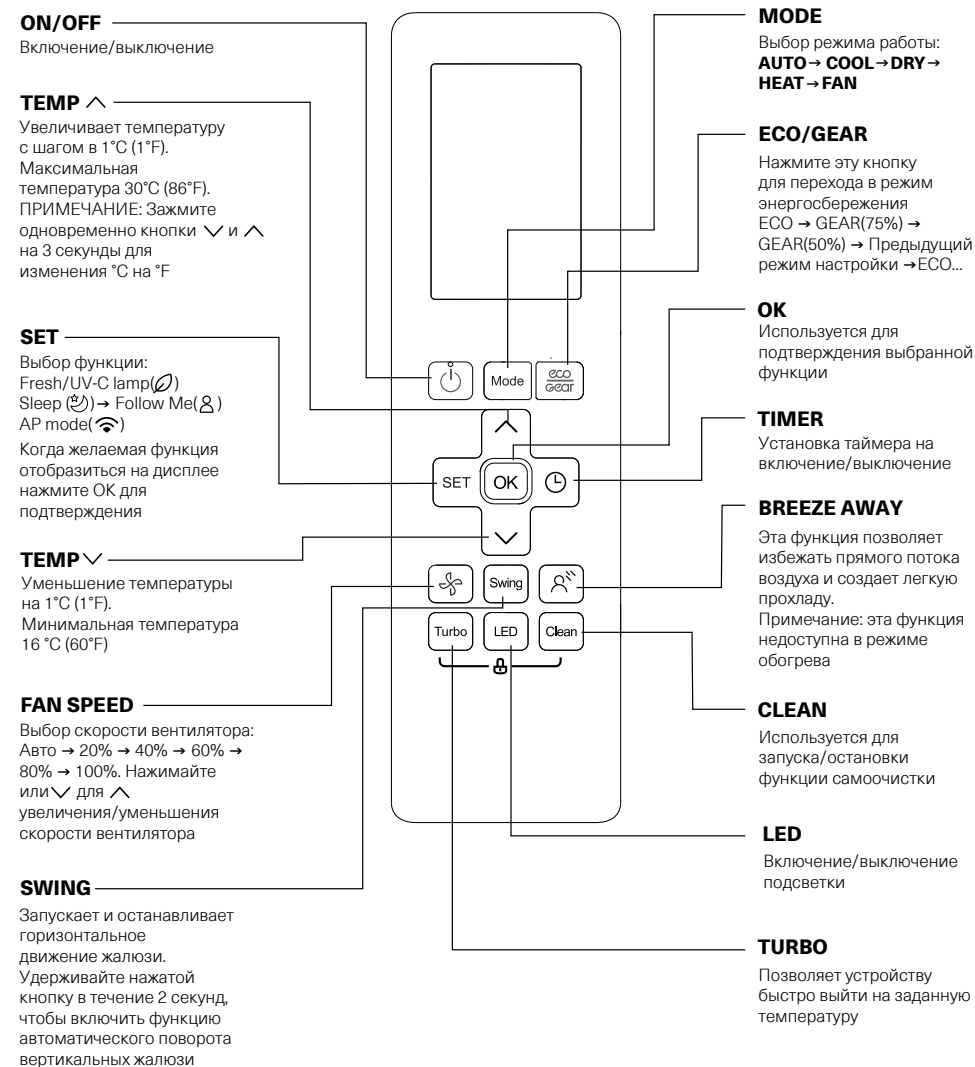 ON/OFF
Включение/выключение
TEMP
Увеличивает температуру
с шагом в 1°C (1°F).
Максимальная
температура 30°C (86°F).
ПРИМЕЧАНИЕ: Зажмите
одновременно кнопки и
на 3 секунды для
изменения °C на °F
SET
Выбор функции:
Fresh/UV-C lamp( )
Sleep ( ) → Follow Me( )
AP mode( )
Когда желаемая функция
отобразиться на дисплее
нажмите ОК для
подтверждения
TEMP
Уменьшение температуры
на 1°C (1°F).
Минимальная температура
16 °C (60°F)
FAN SPEED
Выбор скорости вентилятора:
Авто → 20% → 40% → 60% →
80% → 100%. Нажимайте
или для
увеличения/уменьшения
скорости вентилятора
SWING
Запускает и останавливает
горизонтальное
движение жалюзи.
Удерживайте нажатой
кнопку в течение 2 секунд,
чтобы включить функцию
автоматического поворота
вертикальных жалюзи
Mode
eco
Gear
SET
OK
Swing
Turbo
LED
Clean
MODE
Выбор режима работы:
AUTO → COOL → DRY →
HEAT → FAN
ECO/GEAR
Нажмите эту кнопку
для перехода в режим
энергосбережения
ECO → GEAR(75%) →
GEAR(50%) → Предыдущий
режим настройки →ECO...
OK
Используется для
подтверждения выбранной
функции
TIMER
Установка таймера на
включение/выключение
BREEZE AWAY
Эта функция позволяет
избежать прямого потока
воздуха и создает легкую
прохладу.
Примечание: эта функция
недоступна в режиме
обогрева
CLEAN
Используется для
запуска/остановки
функции самоочистки
LED
Включение/выключение
подсветки
TURBO
Позволяет устройству
быстро выйти на заданную
температуру